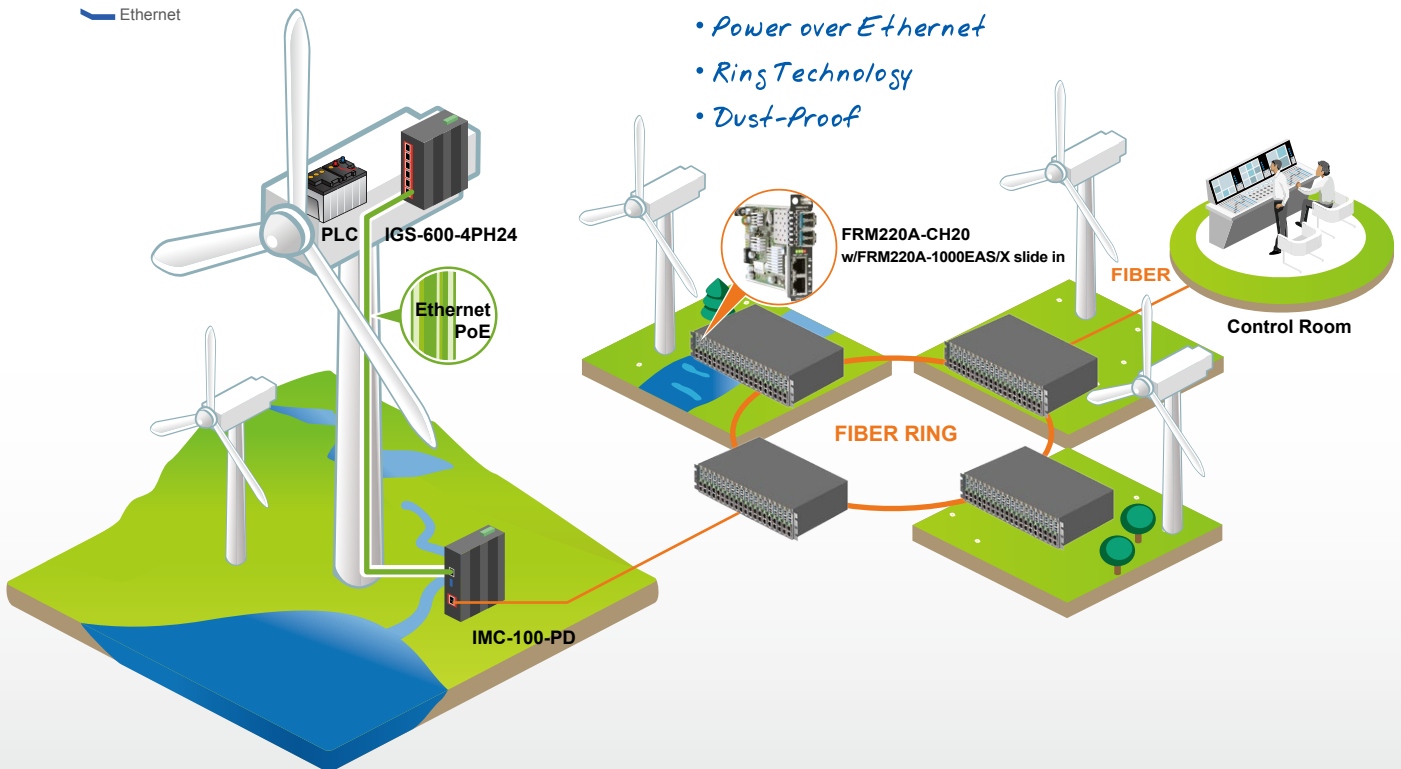 Ethernet
• Power over Ethernet
• Ring Technology
• Dust-Proof
PLC
IGS-600-4PH24
Ethernet
PoE
FRM220A-CH20
w/FRM220A-1000EAS/X slide in
FIBER
Control Room
FIBER RING
IMC-100-PD